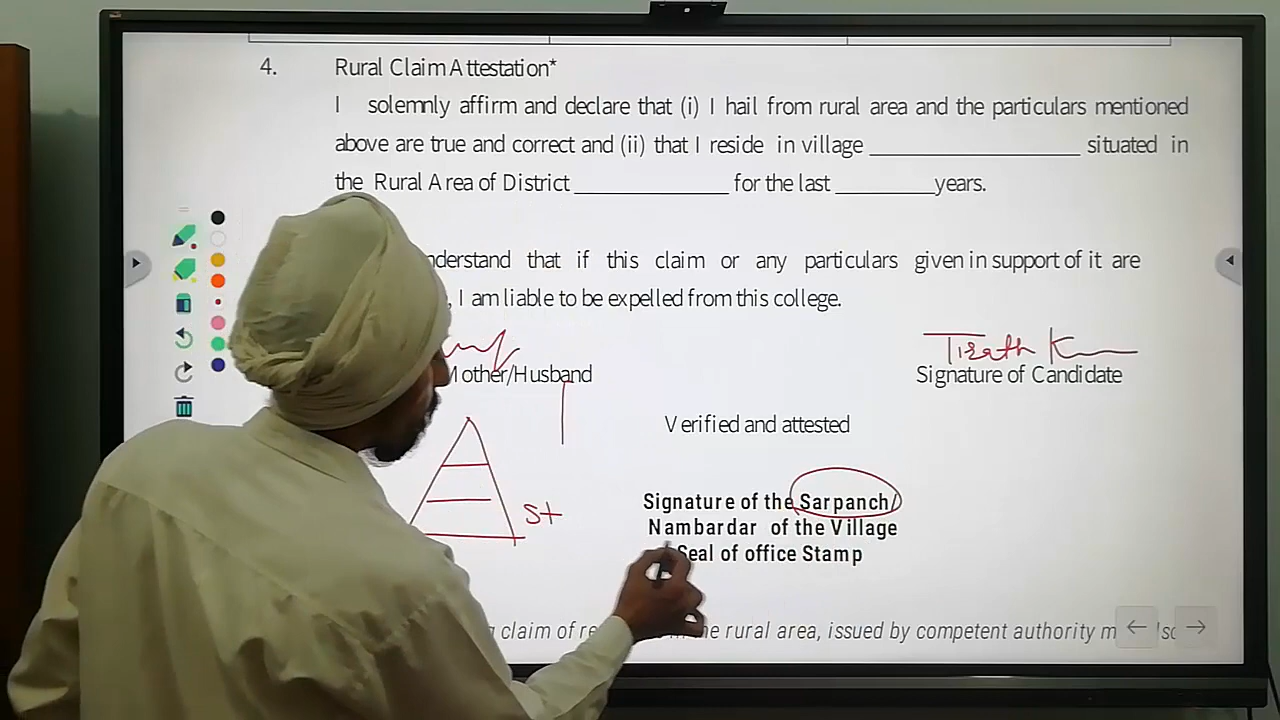 4. Rural Claim Attestation*
I solemnly affirm and declare that (i) I hail from rural area and the particulars mentioned
above are true and correct and (ii) that I reside in village ____________ situated in
the Rural Area of District ____________ for the last ________ years.
nderstand that if this claim or any particulars given in support of it are
, I am liable to be expelled from this college.
Tirath K
Mother/Husband
Signature of Candidate
Verified and attested
Signature of the Sarpanch/
St
Nambardar of the Village
Seal of office Stamp
claim of re
he rural area, issued by competent authority m